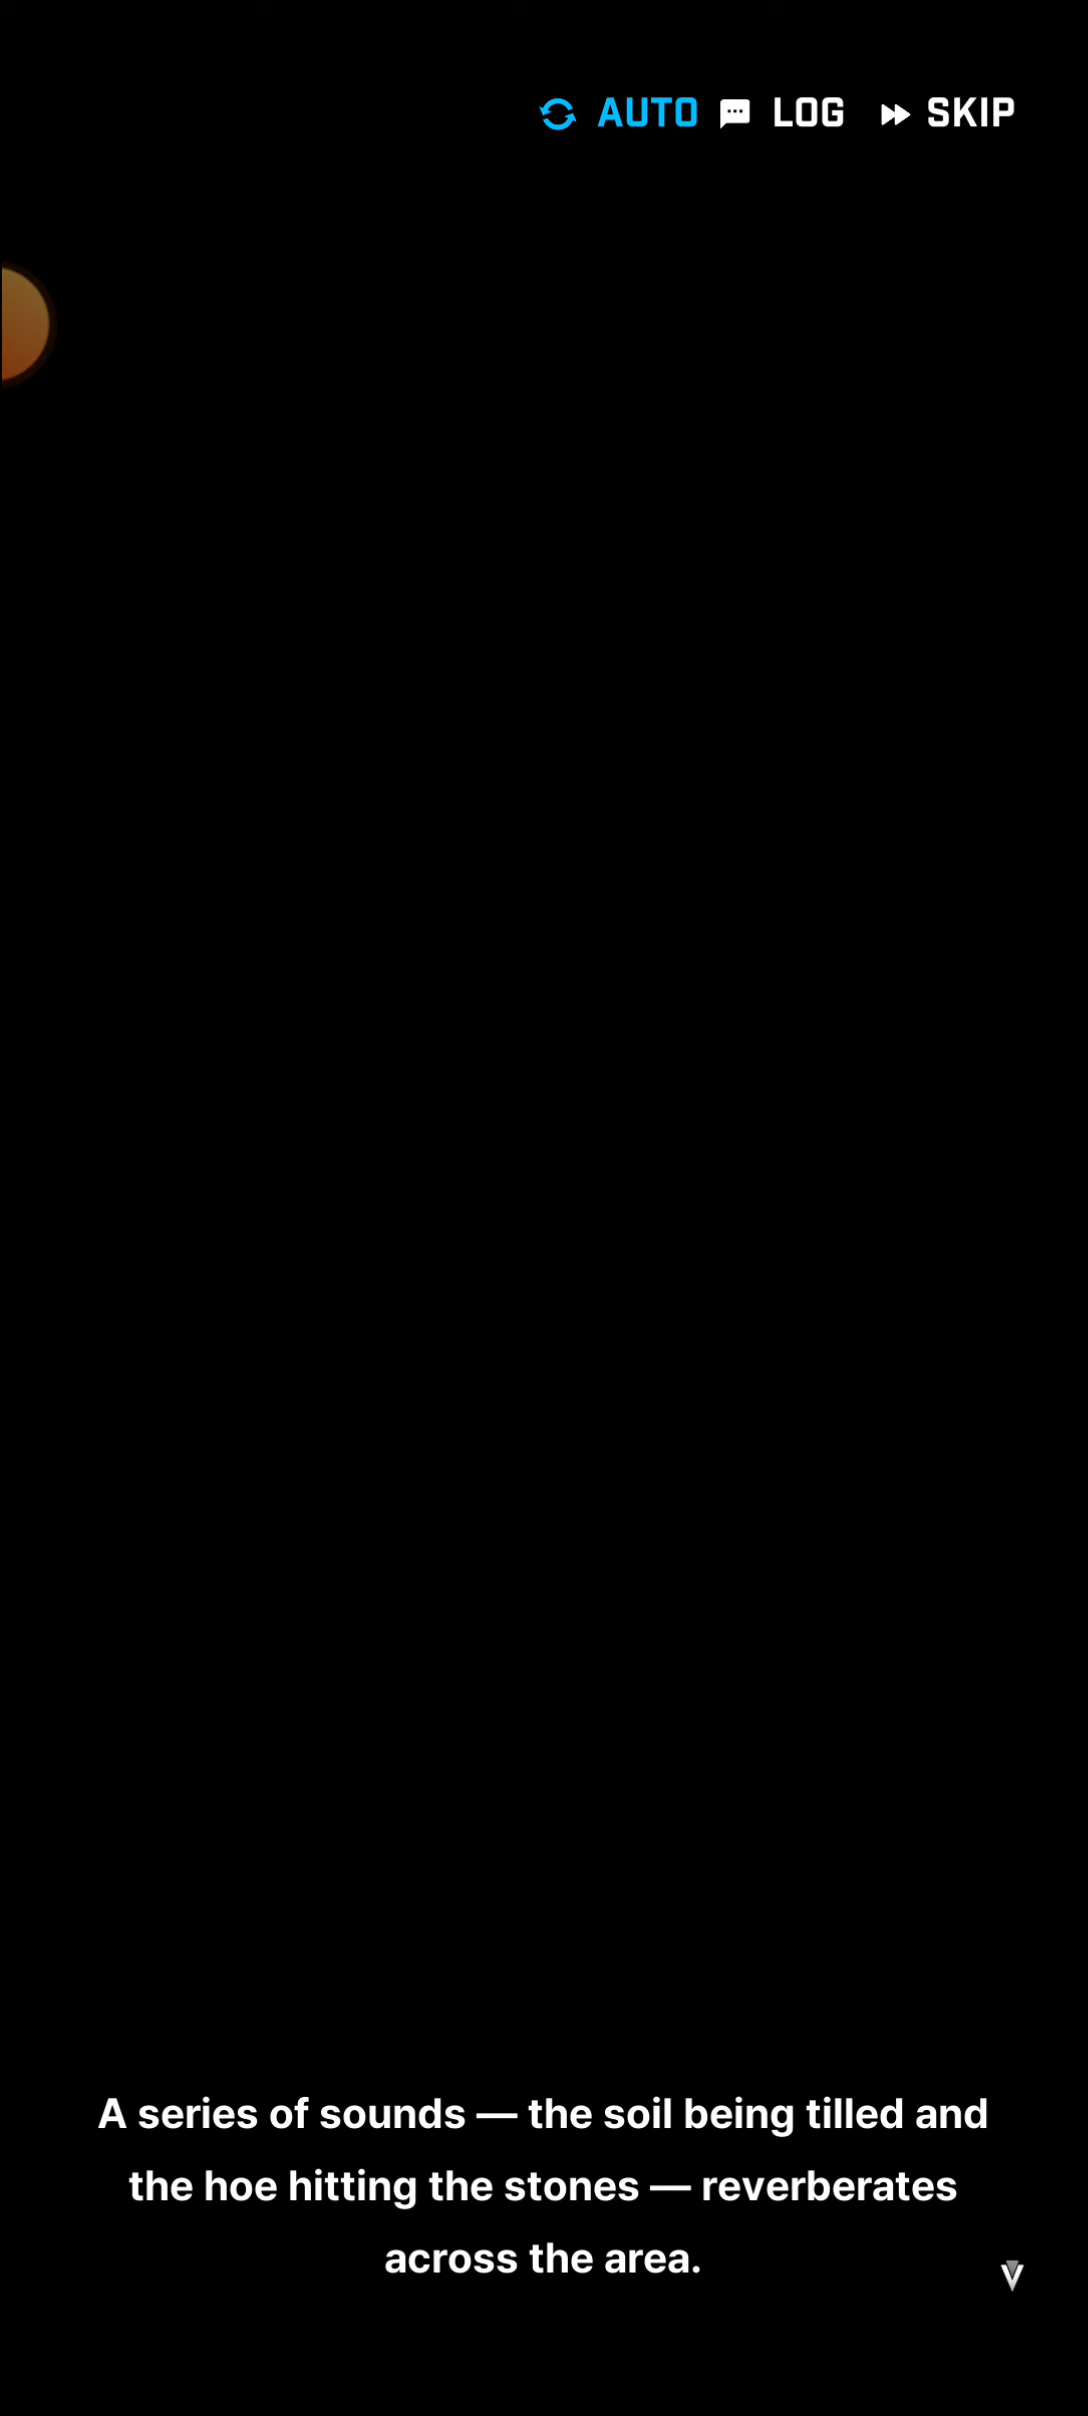 AUTO LOG SKIP
A series of sounds — the soil being tilled and
the hoe hitting the stones — reverberates
across the area.